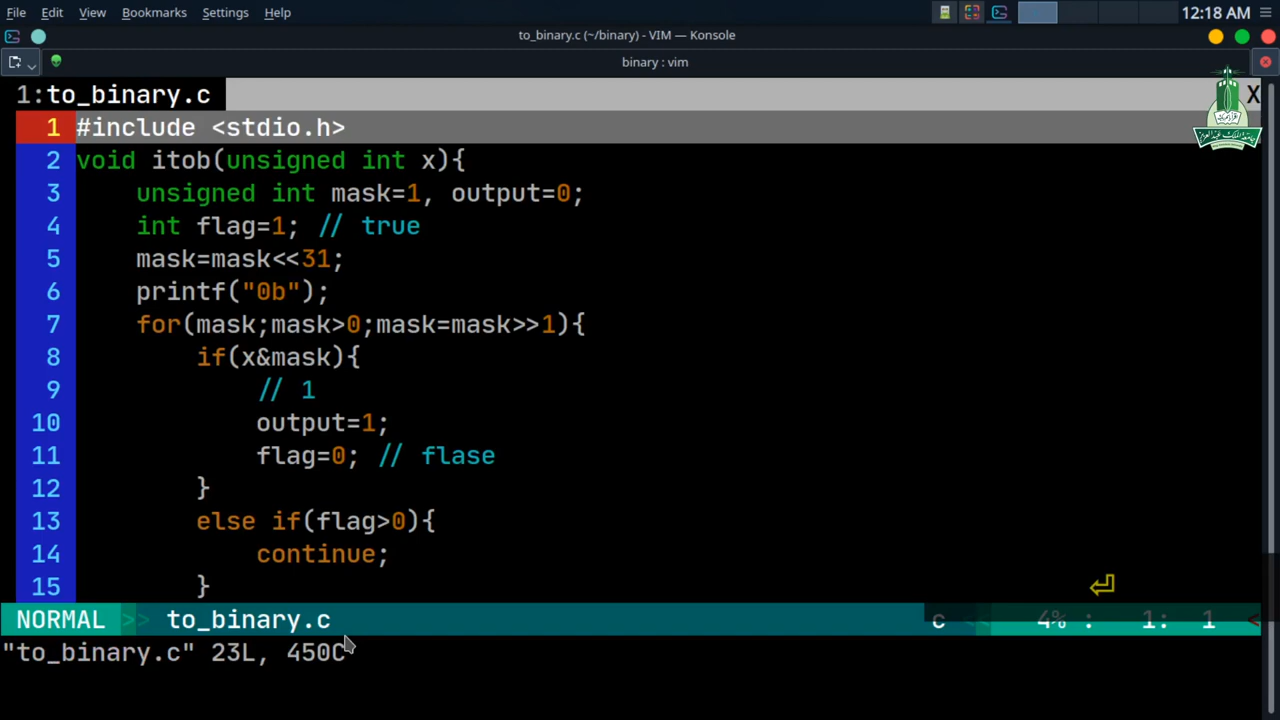 File Edit View Bookmarks Settings Help 12:18 AM
to_binary.c (~/binary) - VIM — Konsole
binary : vim
1:to_binary.c X
1 #include <stdio.h>
2 void itob(unsigned int x){
3     unsigned int mask=1, output=0;
4     int flag=1; // true
5     mask=mask<<31;
6     printf("0b");
7     for(mask;mask>0;mask=mask>>1){
8         if(x&mask){
9             // 1
10             output=1;
11             flag=0; // flase
12         }
13         else if(flag>0){
14             continue;
15         }
NORMAL >> to_binary.c c << 4% : 1: 1 <
"to_binary.c" 23L, 450C